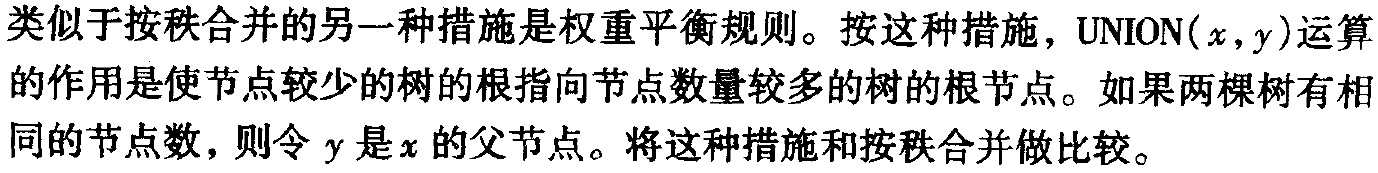 类似于按秩合并的另一种措施是权重平衡规则。按这种措施，UNION(x,y)运算
的作用是使节点较少的树的根指向节点数量较多的树的根节点。如果两棵树有相
同的节点数，则令 y 是 x 的父节点。将这种措施和按秩合并做比较。